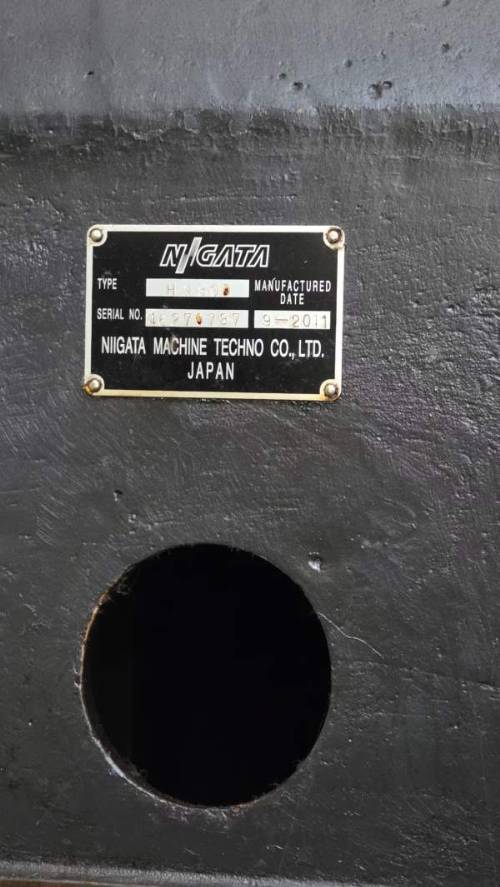 NIIGATA
TYPE
MANUFACTURED
DATE
SERIAL NO.
9-2011
NIIGATA MACHINE TECHNO CO., LTD.
JAPAN